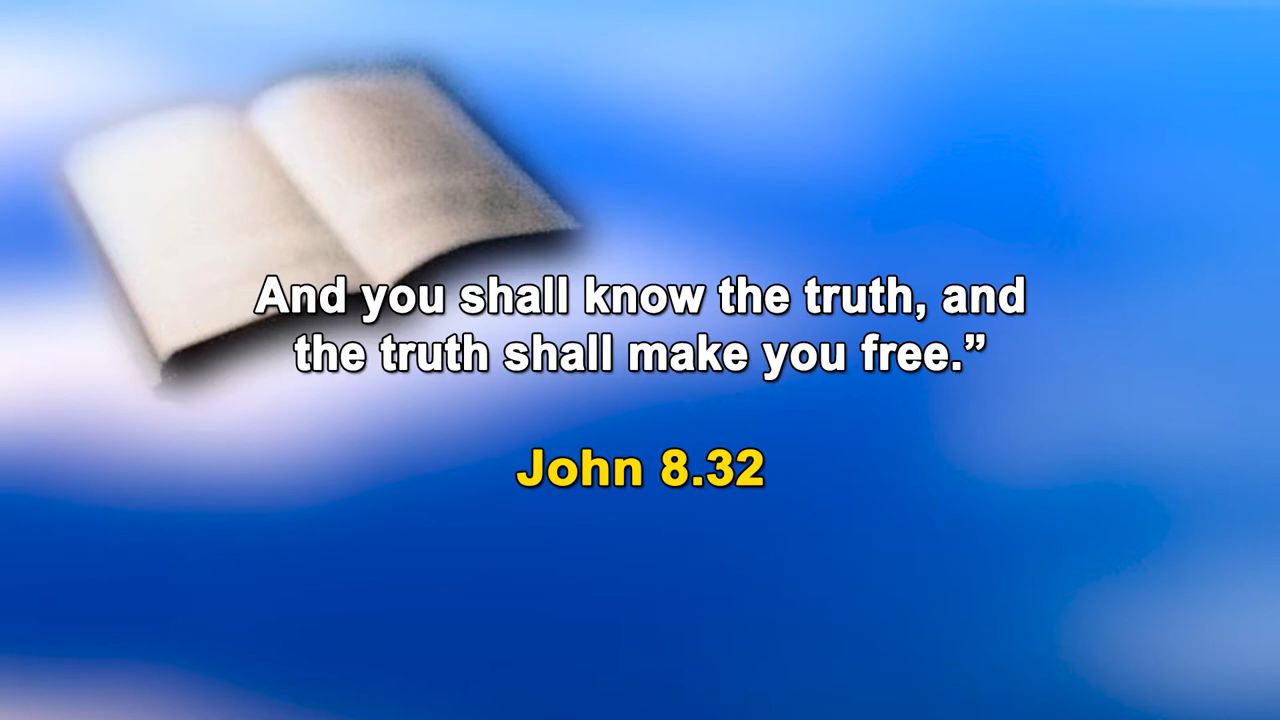 And you shall know the truth, and
the truth shall make you free.”
John 8.32